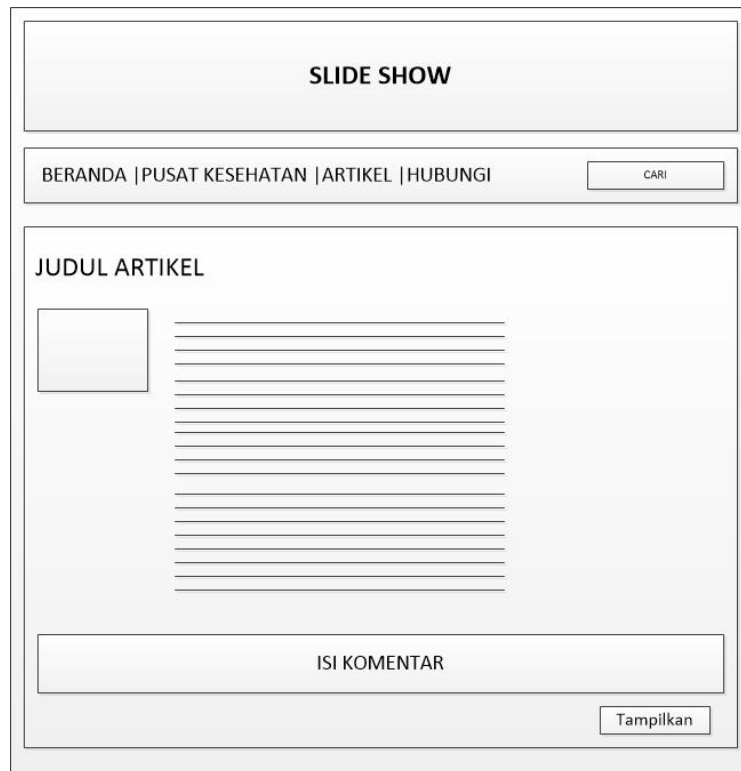 SLIDE SHOW
BERANDA |PUSAT KESEHATAN |ARTIKEL |HUBUNGI
CARI
JUDUL ARTIKEL
ISI KOMENTAR
Tampilkan